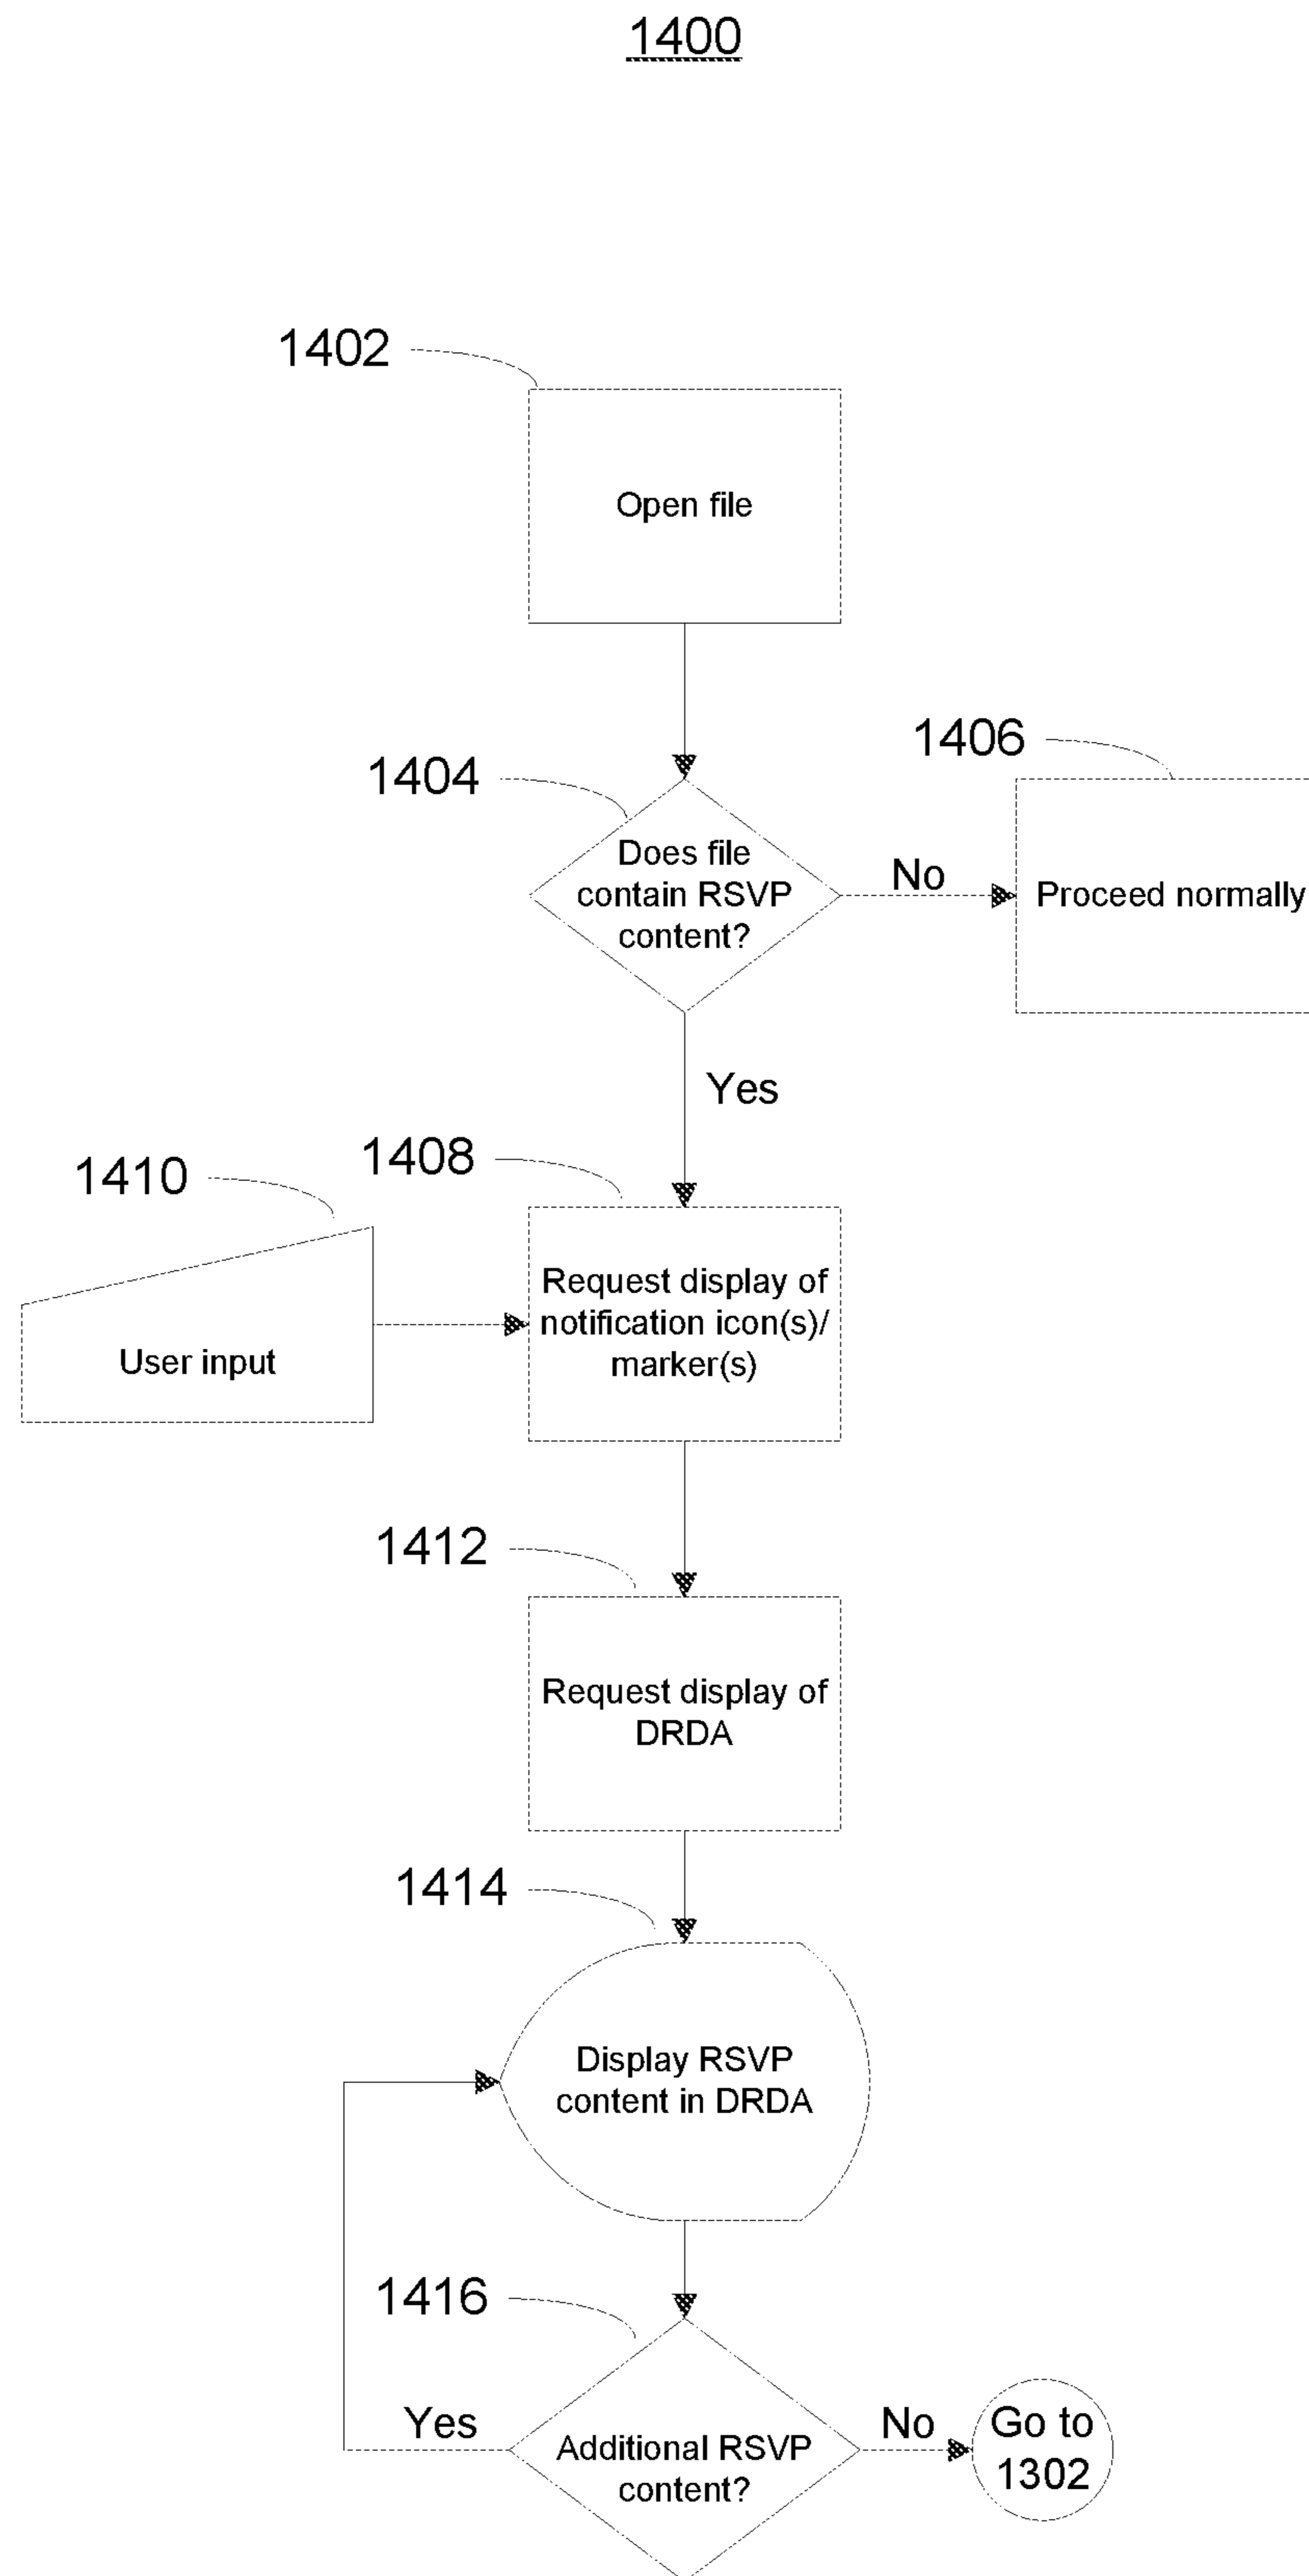 1400
1402
Open file
1404
Does file
contain RSVP
content?
No
1406
Proceed normally
Yes
1410
User input
1408
Request display of
notification icon(s)/
marker(s)
1412
Request display of
DRDA
1414
Display RSVP
content in DRDA
1416
Additional RSVP
content?
Yes
No
Go to
1302